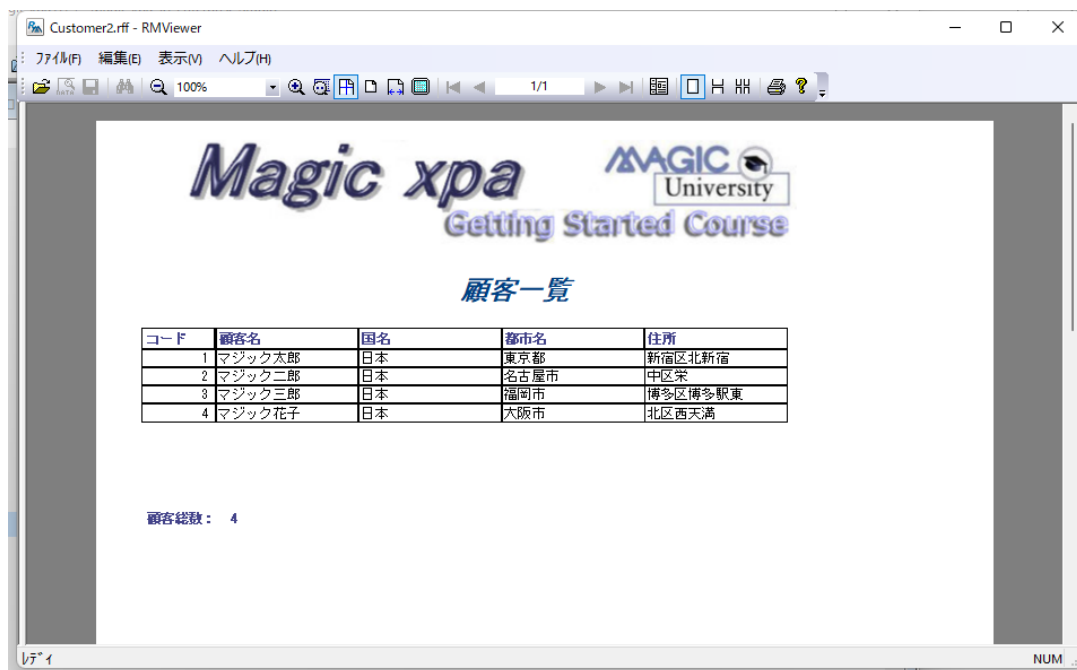 Customer2.rff - RMViewer
ファイル(F) 編集(E) 表示(V) ヘルプ(H)
100% 1/1
Magic xpa
MAGIC
University
Getting Started Course
顧客一覧
コード 顧客名 国名 都市名 住所
1 マジック太郎 日本 東京都 新宿区北新宿
2 マジック二郎 日本 名古屋市 中区栄
3 マジック三郎 日本 福岡市 博多区博多駅東
4 マジック花子 日本 大阪市 北区西天満
顧客総数： 4
レディ NUM